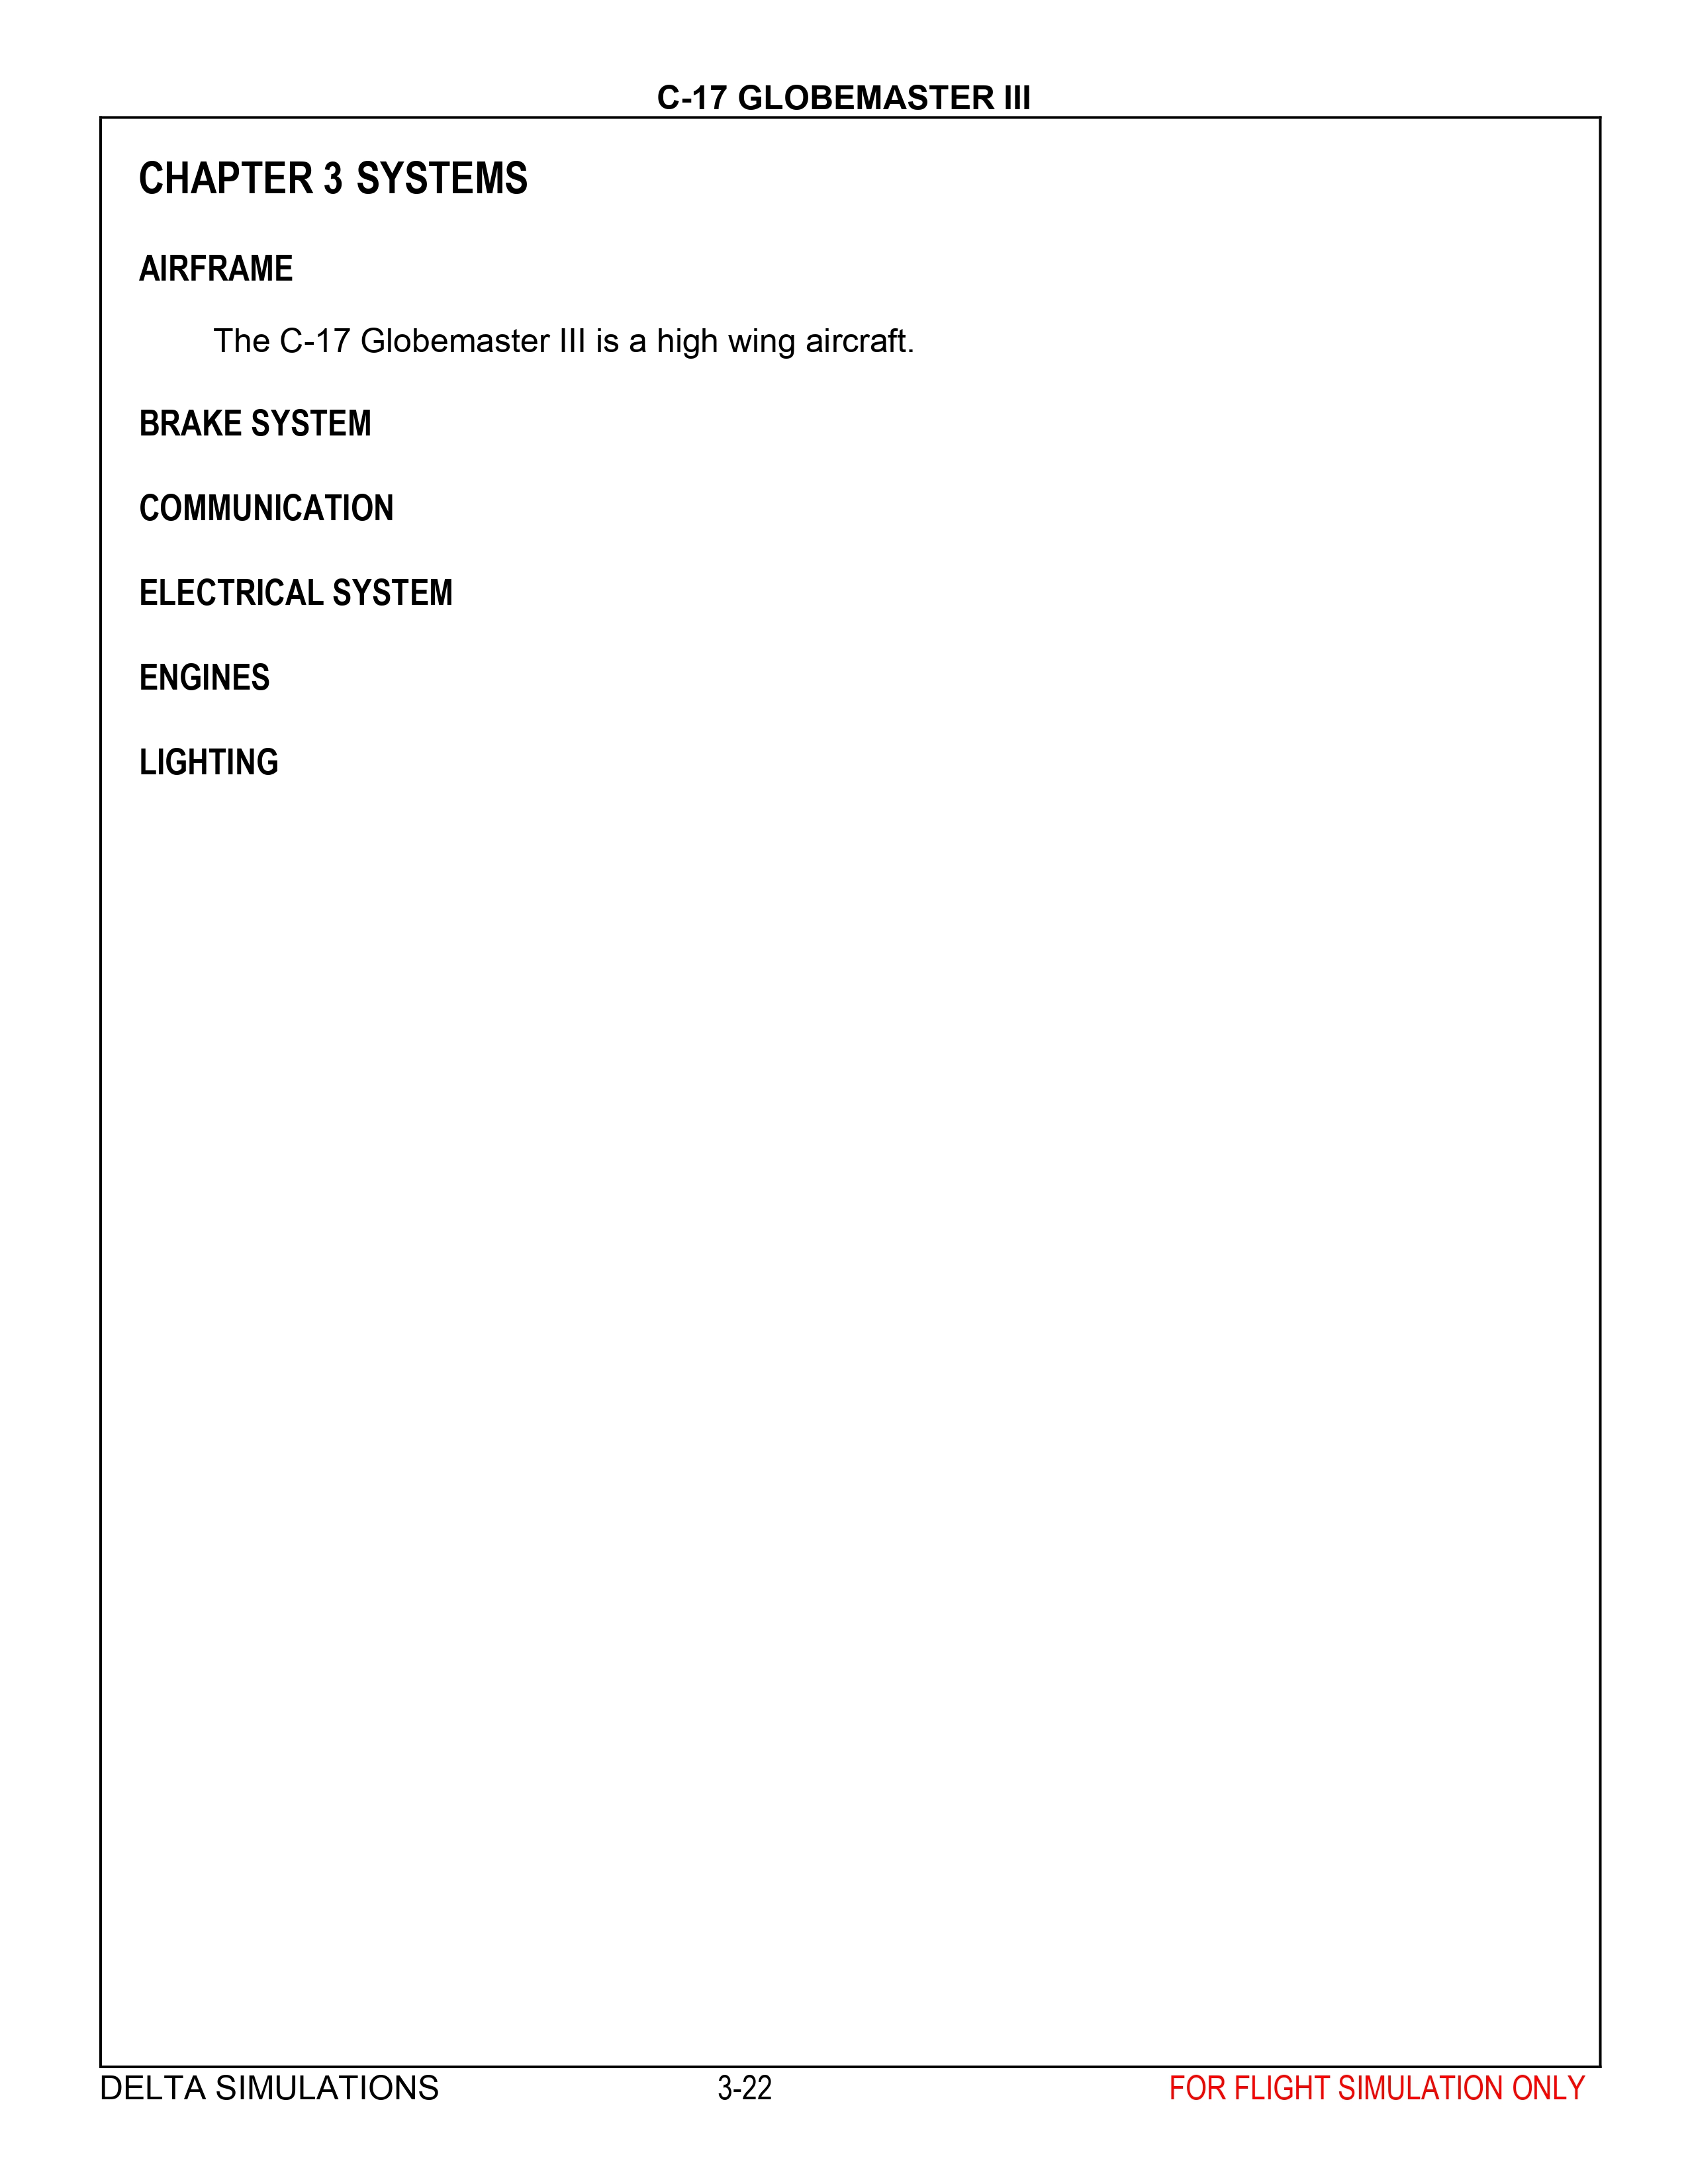 C-17 GLOBEMASTER III
CHAPTER 3 SYSTEMS
AIRFRAME
The C-17 Globemaster III is a high wing aircraft.
BRAKE SYSTEM
COMMUNICATION
ELECTRICAL SYSTEM
ENGINES
LIGHTING
DELTA SIMULATIONS 3-22 FOR FLIGHT SIMULATION ONLY